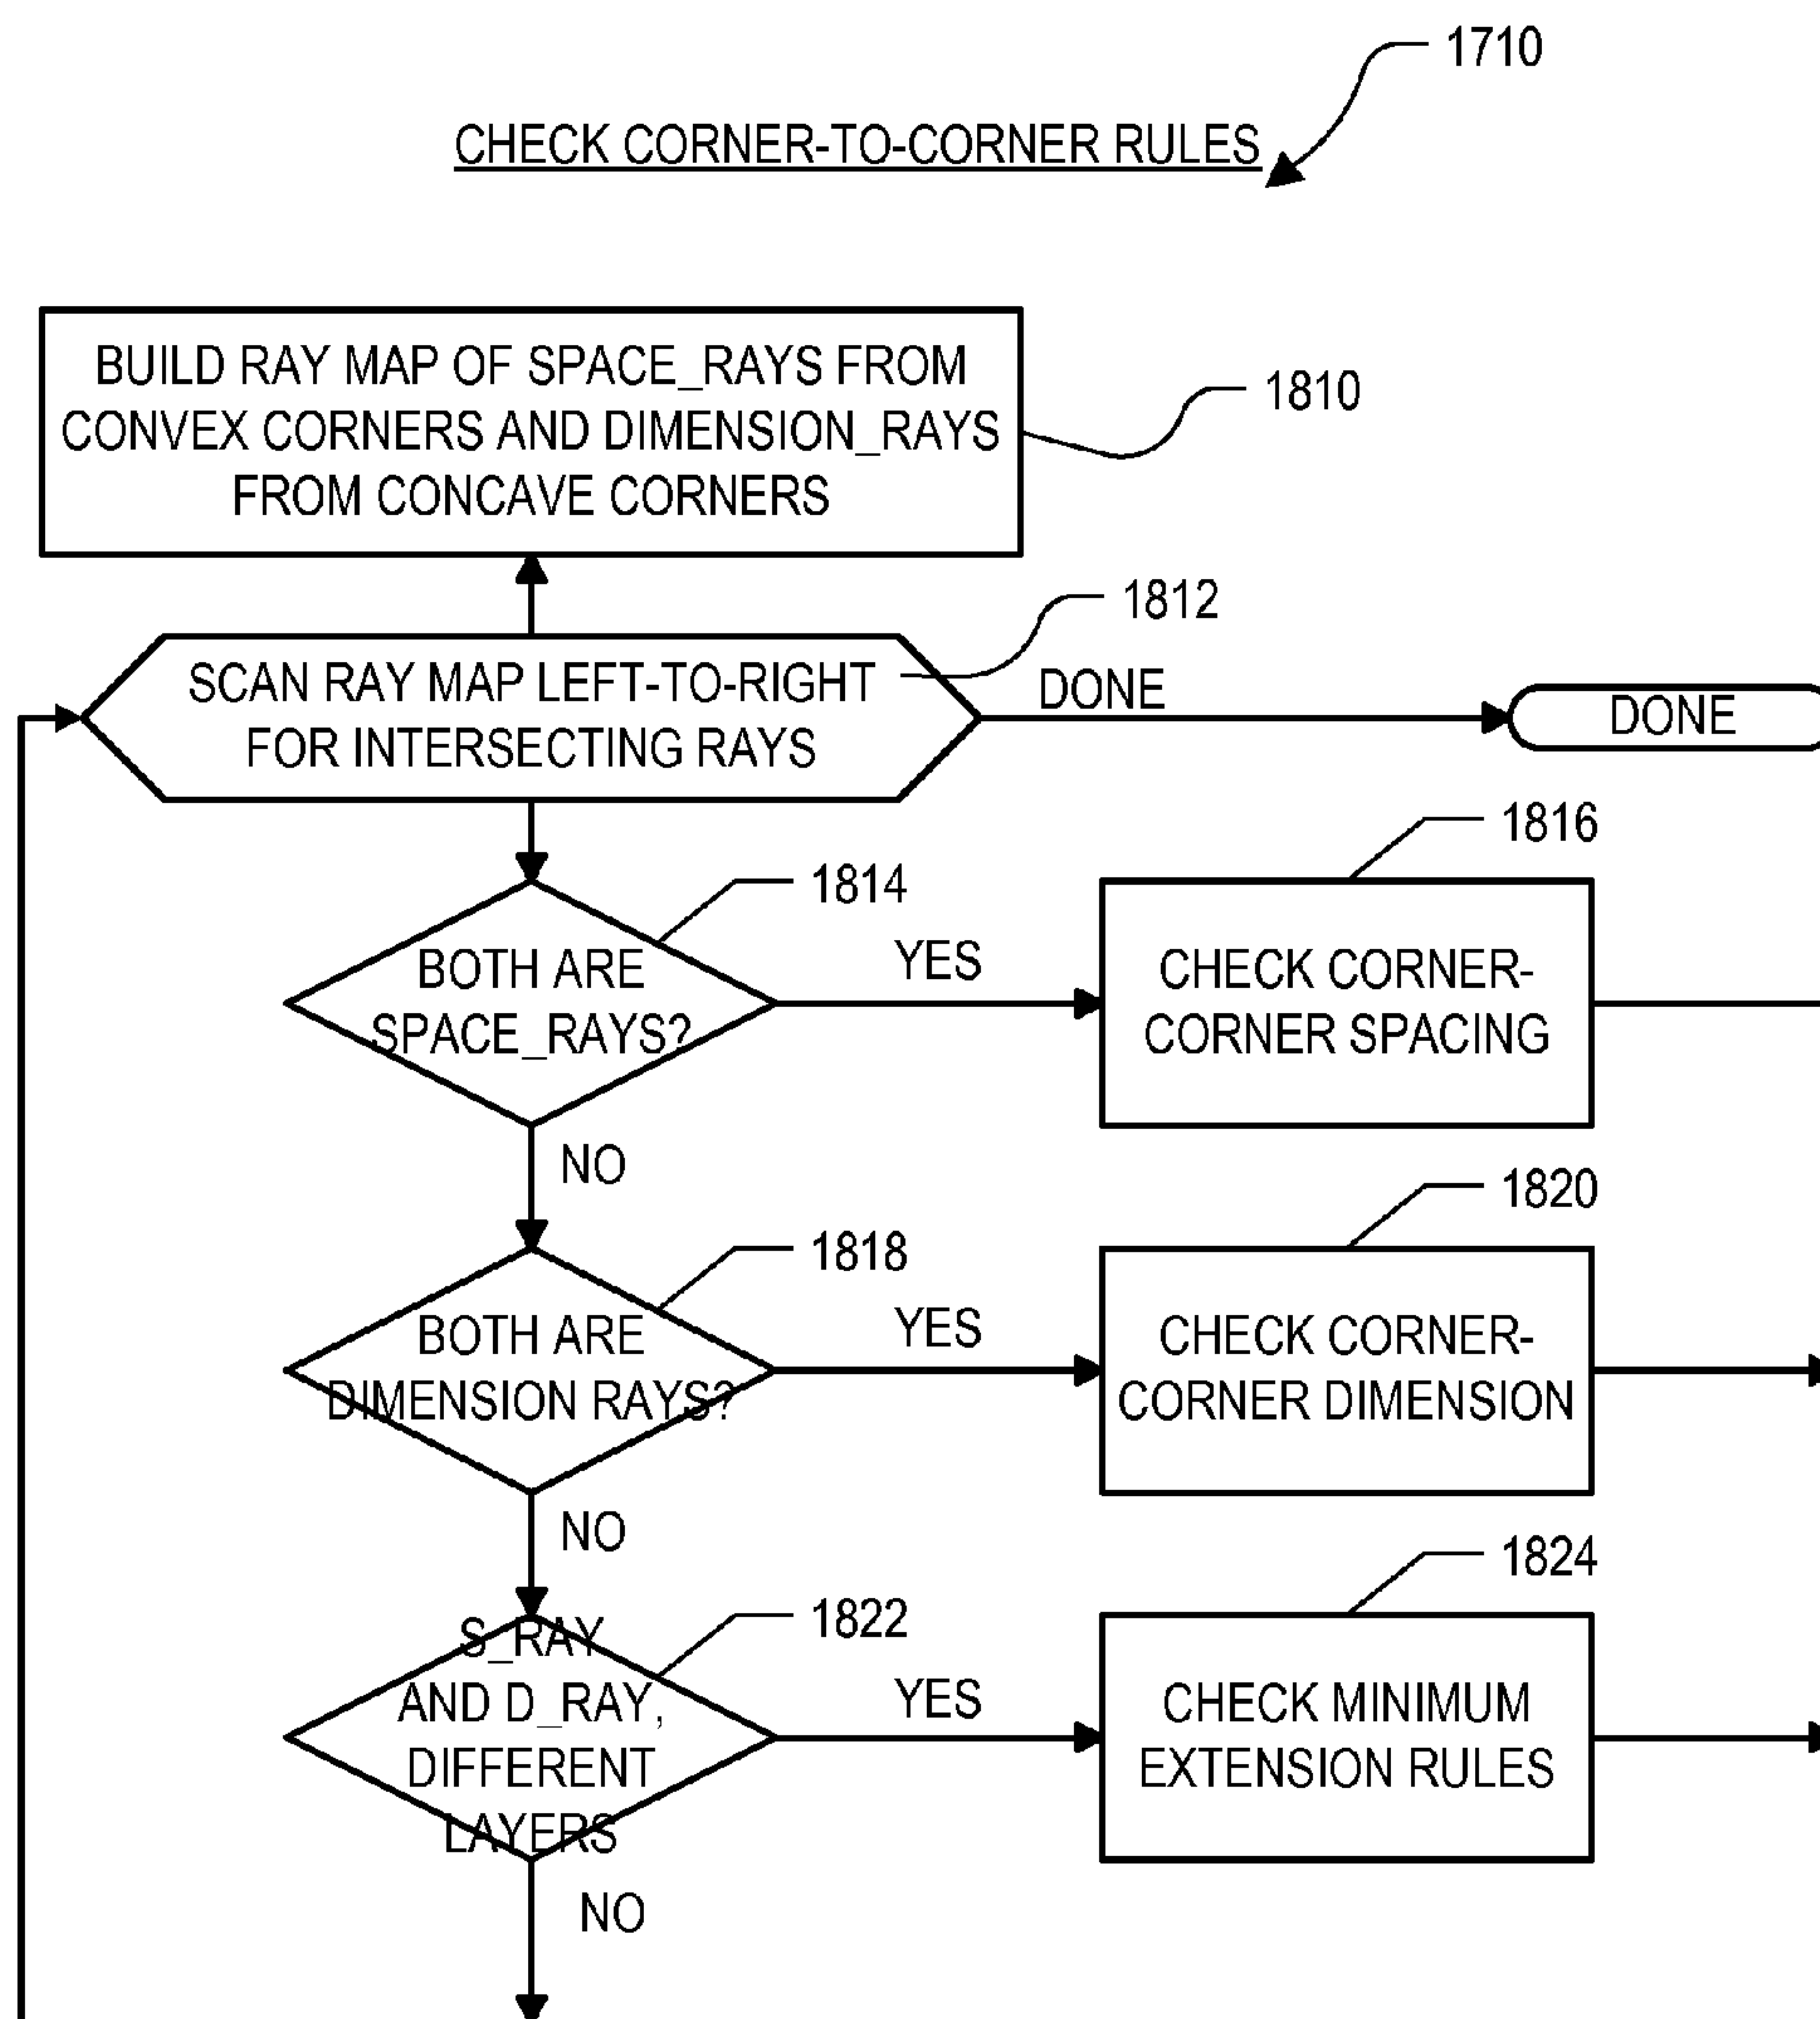 1710
CHECK CORNER-TO-CORNER RULES
BUILD RAY MAP OF SPACE_RAYS FROM
CONVEX CORNERS AND DIMENSION_RAYS
FROM CONCAVE CORNERS
1810
1812
SCAN RAY MAP LEFT-TO-RIGHT
FOR INTERSECTING RAYS
DONE
DONE
1814
BOTH ARE
SPACE_RAYS?
YES
1816
CHECK CORNER-
CORNER SPACING
NO
1818
BOTH ARE
DIMENSION RAYS?
YES
1820
CHECK CORNER-
CORNER DIMENSION
NO
1822
S_RAY
AND D_RAY,
DIFFERENT
LAYERS
YES
1824
CHECK MINIMUM
EXTENSION RULES
NO